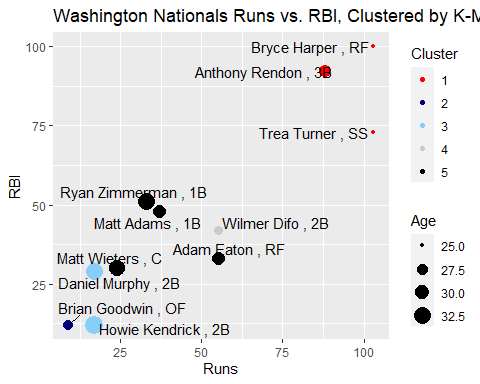 Washington Nationals Runs vs. RBI, Clustered by K-M
Bryce Harper , RF
Anthony Rendon , 3B
Trea Turner , SS
Ryan Zimmerman , 1B
Matt Adams , 1B
Wilmer Difo , 2B
Adam Eaton , RF
Matt Wieters , C
Daniel Murphy , 2B
Brian Goodwin , OF
Howie Kendrick , 2B
RBI
100
75
50
25
25
50
75
100
Runs
Cluster
1
2
3
4
5
Age
25.0
27.5
30.0
32.5